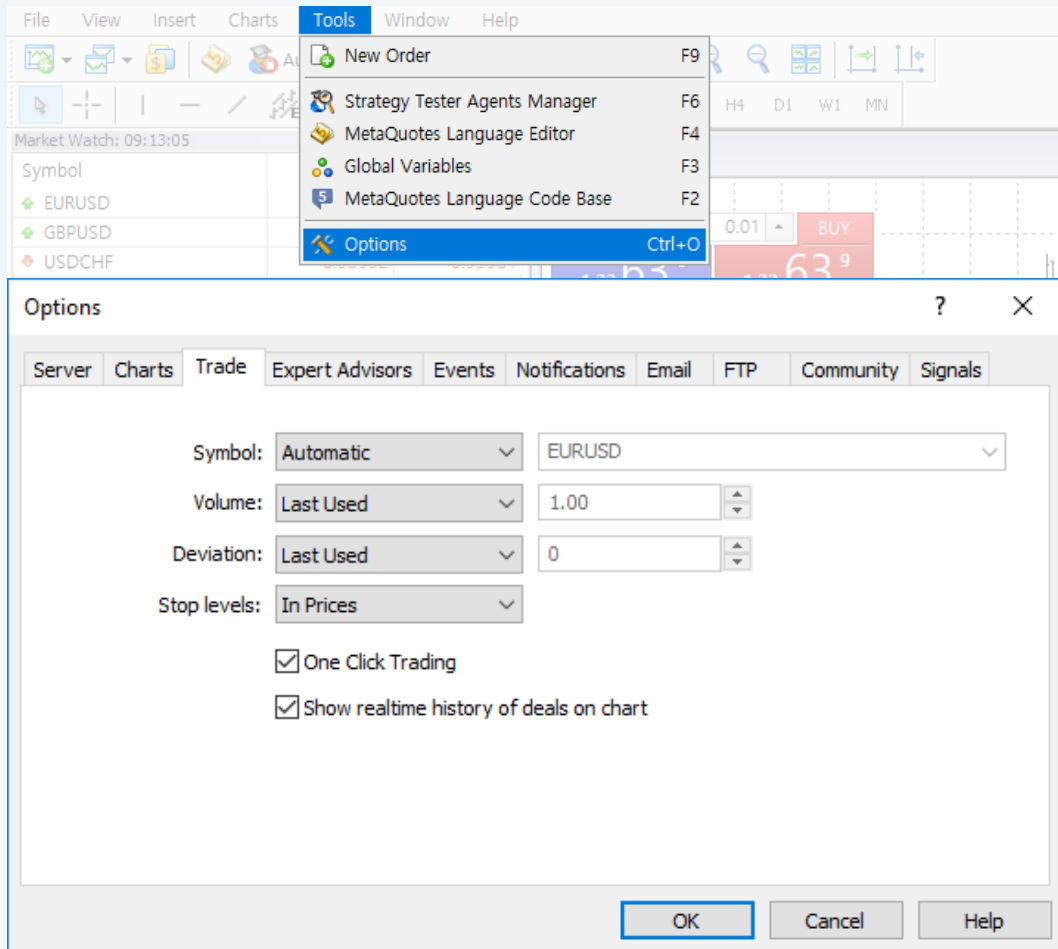 File View Insert Charts Tools Window Help
New Order F9
Strategy Tester Agents Manager F6
H4 D1 W1 MN
Market Watch: 09:13:05
MetaQuotes Language Editor F4
Symbol
Global Variables F3
EURUSD
MetaQuotes Language Code Base F2
GBPUSD
0.01 BUY
USDCHF
Options Ctrl+O
63 9
Options ?
Server Charts Trade Expert Advisors Events Notifications Email FTP Community Signals
Symbol: Automatic EURUSD
Volume: Last Used 1.00
Deviation: Last Used 0
Stop levels: In Prices
One Click Trading
Show realtime history of deals on chart
OK Cancel Help